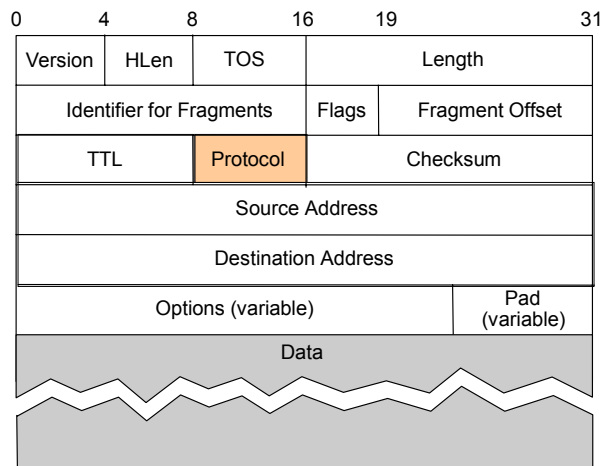 0 4 8 16 19 31
Version HLen TOS Length
Identifier for Fragments Flags Fragment Offset
TTL Protocol Checksum
Source Address
Destination Address
Options (variable) Pad (variable)
Data